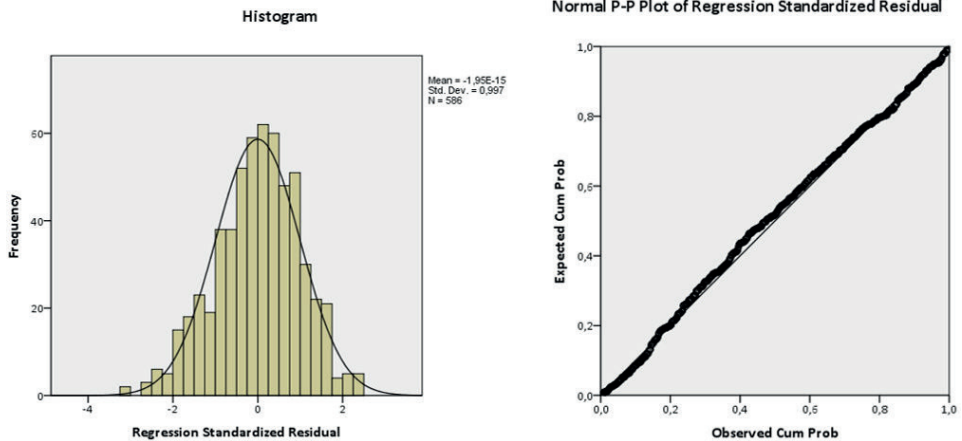 Histogram
Mean = -1,95E-15
Std. Dev. = 0,997
N = 586
Frequency
60
40
20
0
-4 -2 0 2
Regression Standardized Residual
Normal P-P Plot of Regression Standardized Residual
Expected Cum Prob
1,0
0,8
0,6
0,4
0,2
0,0
0,0 0,2 0,4 0,6 0,8 1,0
Observed Cum Prob